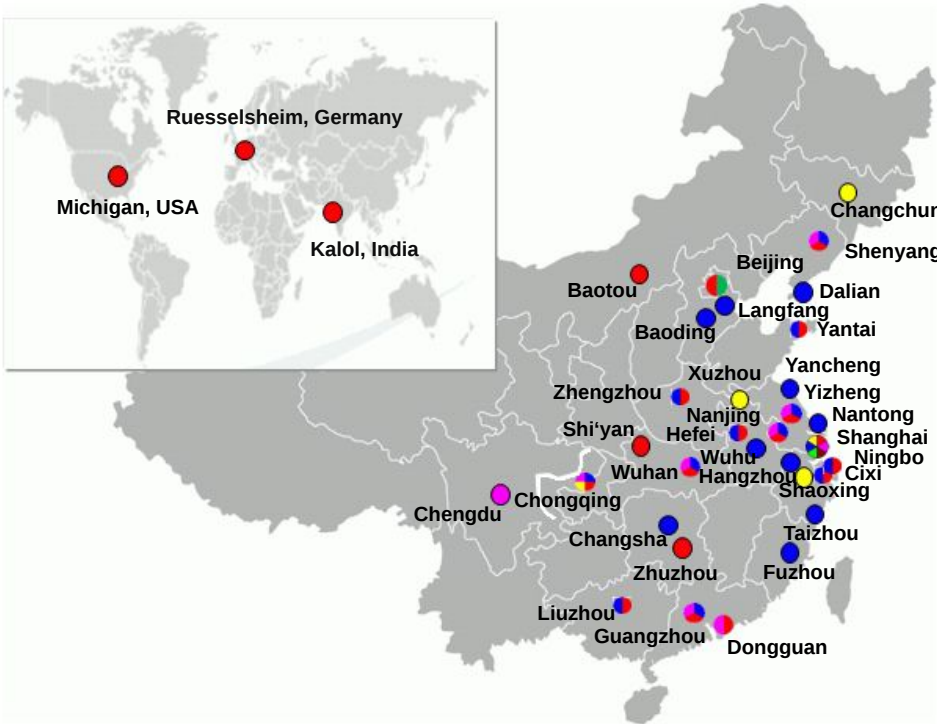 Ruesselsheim, Germany
Michigan, USA
Kalol, India
Changchun
Shenyang
Beijing
Baotou
Dalian
Langfang
Baoding
Yantai
Yancheng
Xuzhou
Zhengzhou
Yizheng
Nanjing
Nantong
Shi‘yan
Hefei
Shanghai
Wuhu
Ningbo
Wuhan
Hangzhou
Cixi
Shaoxing
Chongqing
Chengdu
Taizhou
Changsha
Zhuzhou
Fuzhou
Liuzhou
Guangzhou
Dongguan